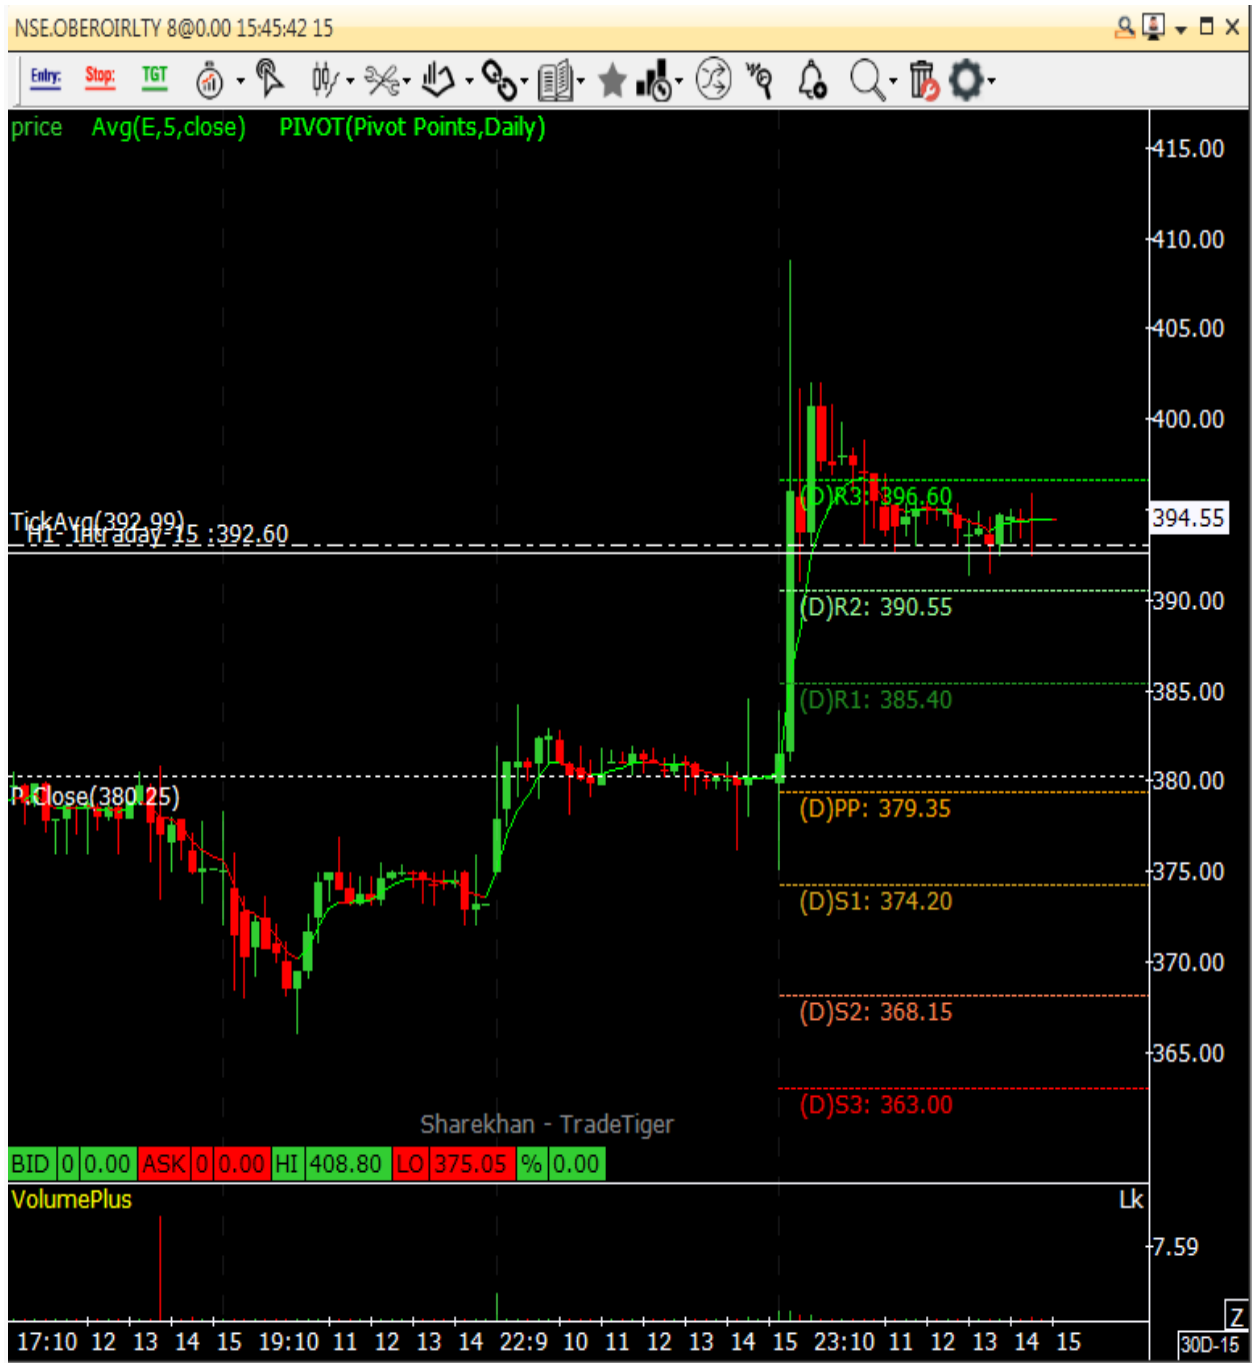 NSE.OBEROIRLTY 8@0.00 15:45:42 15
Entry: Stop: TGT
price Avg(E,5,close) PIVOT(Pivot Points,Daily)
415.00
410.00
405.00
400.00
(D)R3: 396.60
TickAvg(392.99)
394.55
H1- Intraday-15 :392.60
390.00
(D)R2: 390.55
385.00
(D)R1: 385.40
380.00
P.Close(380.25)
(D)PP: 379.35
375.00
(D)S1: 374.20
370.00
(D)S2: 368.15
365.00
(D)S3: 363.00
Sharekhan - TradeTiger
BID 0 0.00 ASK 0 0.00 HI 408.80 LO 375.05 % 0.00
VolumePlus Lk
7.59
Z
17:10 12 13 14 15 19:10 11 12 13 14 22:9 10 11 12 13 14 15 23:10 11 12 13 14 15 30D-15